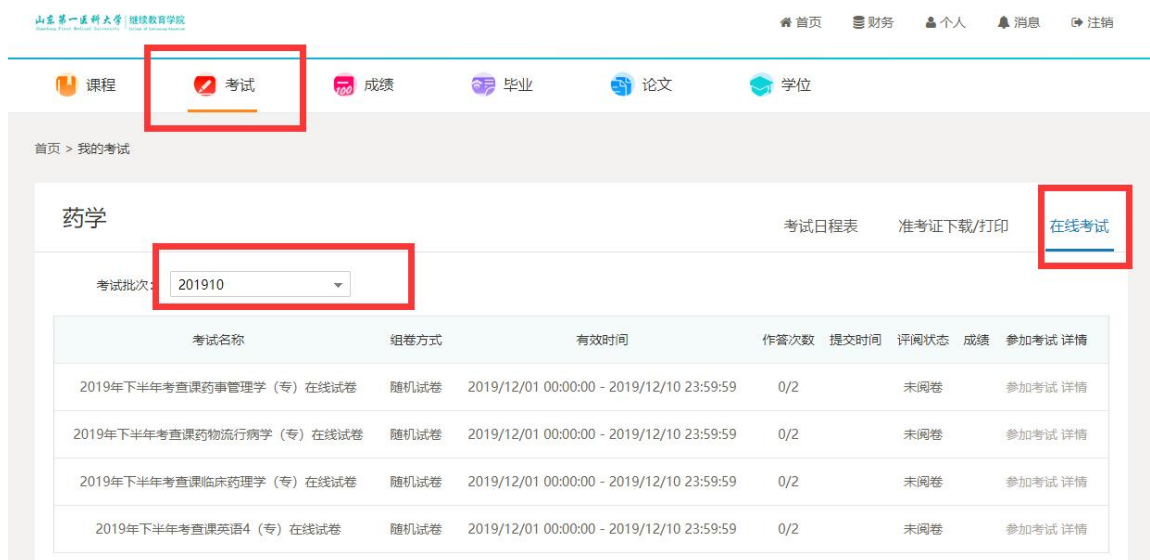 山东第一医科大学 继续教育学院
首页 财务 个人 消息 注销
课程 考试 成绩 毕业 论文 学位
首页 > 我的考试
药学
考试日程表 准考证下载/打印 在线考试
考试批次: 201910
考试名称 组卷方式 有效时间 作答次数 提交时间 评阅状态 成绩 参加考试 详情
2019年下半年考查课药事管理学（专）在线试卷 随机试卷 2019/12/01 00:00:00 - 2019/12/10 23:59:59 0/2 未阅卷 参加考试 详情
2019年下半年考查课药物流行病学（专）在线试卷 随机试卷 2019/12/01 00:00:00 - 2019/12/10 23:59:59 0/2 未阅卷 参加考试 详情
2019年下半年考查课临床药理学（专）在线试卷 随机试卷 2019/12/01 00:00:00 - 2019/12/10 23:59:59 0/2 未阅卷 参加考试 详情
2019年下半年考查课英语4（专）在线试卷 随机试卷 2019/12/01 00:00:00 - 2019/12/10 23:59:59 0/2 未阅卷 参加考试 详情